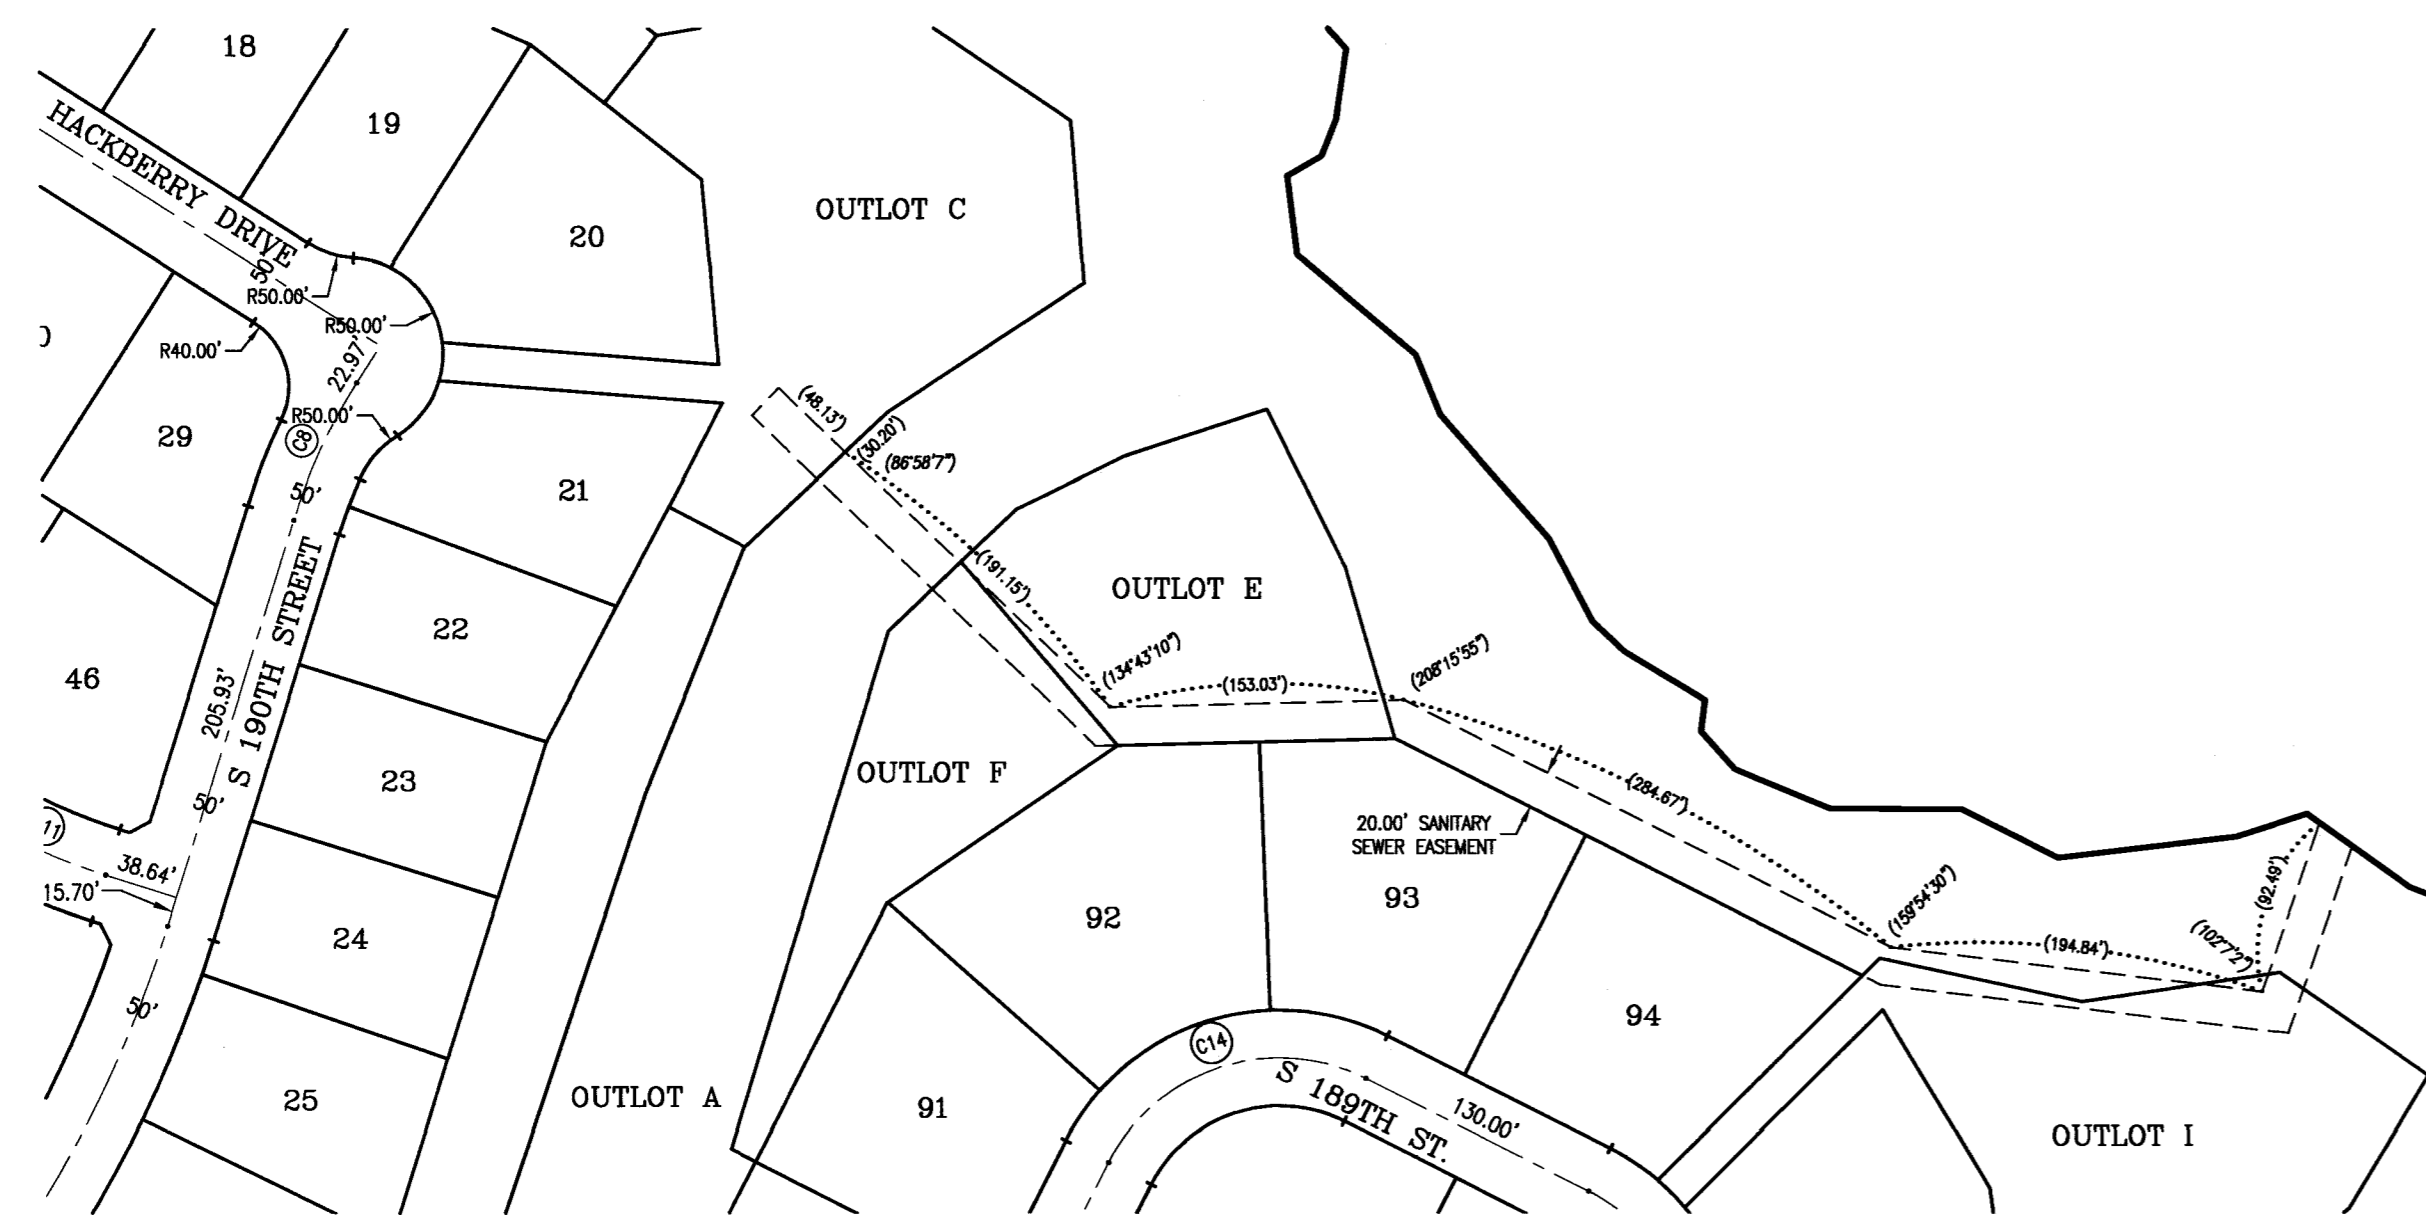 18
19
HACKBERRY DRIVE
50
20
OUTLOT C
R50.00'
R50.00'
R40.00'
22.97'
R50.00'
C8
29
(48.13')
(30.20')
(86°58'7")
50'
21
(191.15')
OUTLOT E
22
46
(134°43'10")
(153.03')
(208°15'55")
205.93'
S 190TH STREET
23
50'
OUTLOT F
(284.67')
20.00' SANITARY
SEWER EASEMENT
11
38.64'
15.70'
93
92
(92.49')
(159°54'30")
(194.84')
(102°7'2")
24
50'
94
C14
25
OUTLOT A
91
S 189TH ST.
130.00'
OUTLOT I